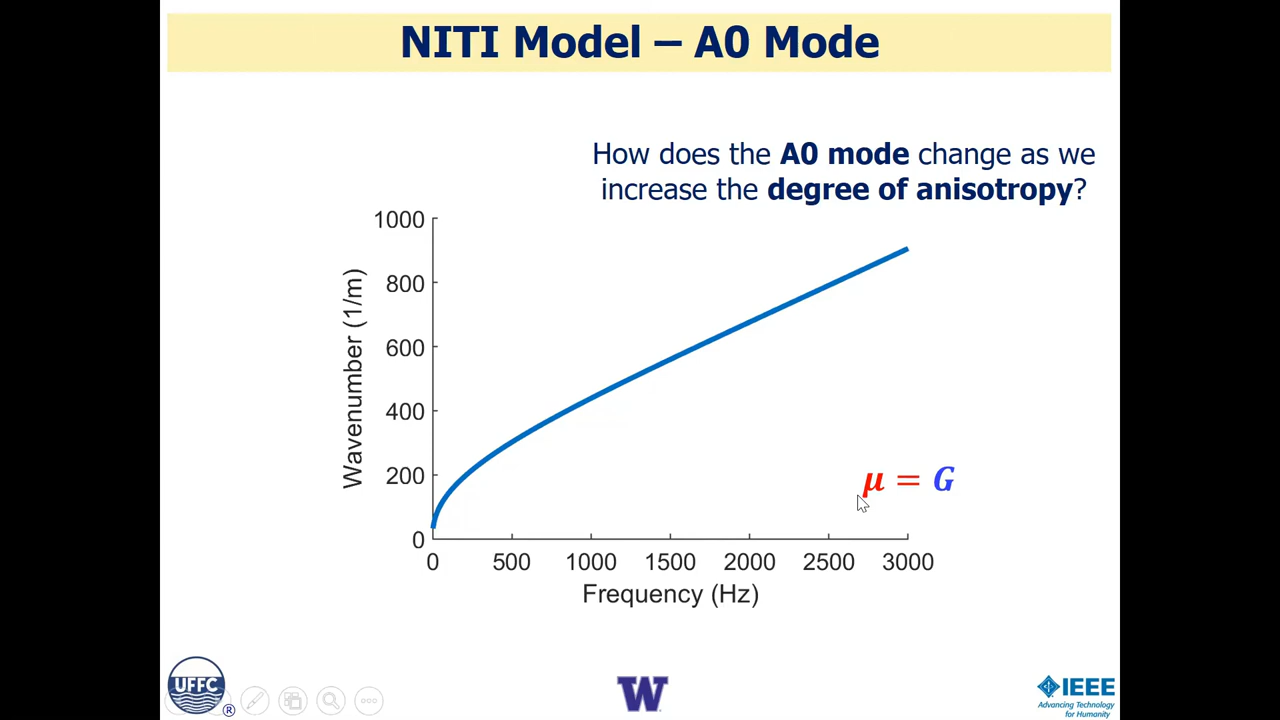 NITI Model – A0 Mode
How does the A0 mode change as we
increase the degree of anisotropy?
1000
800
600
400
200
0
Wavenumber (1/m)
0 500 1000 1500 2000 2500 3000
Frequency (Hz)
μ = G
UFFC
®
W
IEEE
Advancing Technology
for Humanity